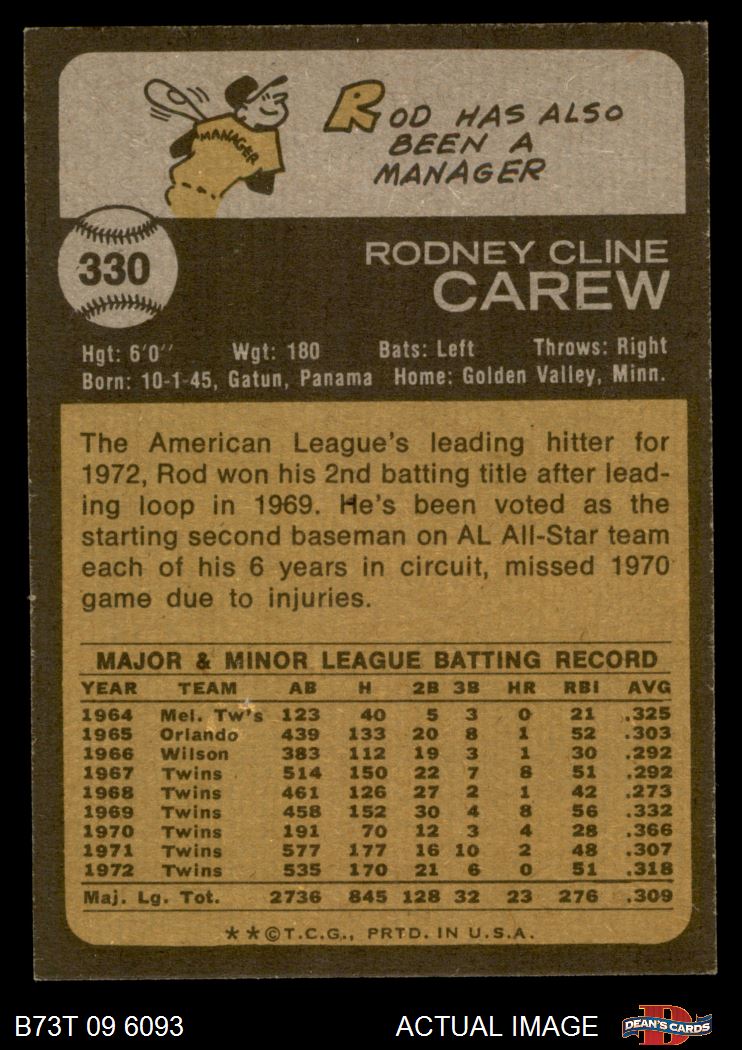 ROD HAS ALSO
BEEN A
MANAGER
MANAGER
330
RODNEY CLINE
CAREW
Hgt: 6'0'' Wgt: 180 Bats: Left Throws: Right
Born: 10-1-45, Gatun, Panama Home: Golden Valley, Minn.
The American League's leading hitter for
1972, Rod won his 2nd batting title after lead-
ing loop in 1969. He's been voted as the
starting second baseman on AL All-Star team
each of his 6 years in circuit, missed 1970
game due to injuries.
MAJOR & MINOR LEAGUE BATTING RECORD
YEAR TEAM AB H 2B 3B HR RBI AVG
1964 Mel. Tw's 123 40 5 3 0 21 .325
1965 Orlando 439 133 20 8 1 52 .303
1966 Wilson 383 112 19 3 1 30 .292
1967 Twins 514 150 22 7 8 51 .292
1968 Twins 461 126 27 2 1 42 .273
1969 Twins 458 152 30 4 8 56 .332
1970 Twins 191 70 12 3 4 28 .366
1971 Twins 577 177 16 10 2 48 .307
1972 Twins 535 170 21 6 0 51 .318
Maj. Lg. Tot. 2736 845 128 32 23 276 .309
**©T.C.G., PRTD. IN U.S.A.
B73T 09 6093 ACTUAL IMAGE
D
DEAN'S CARDS